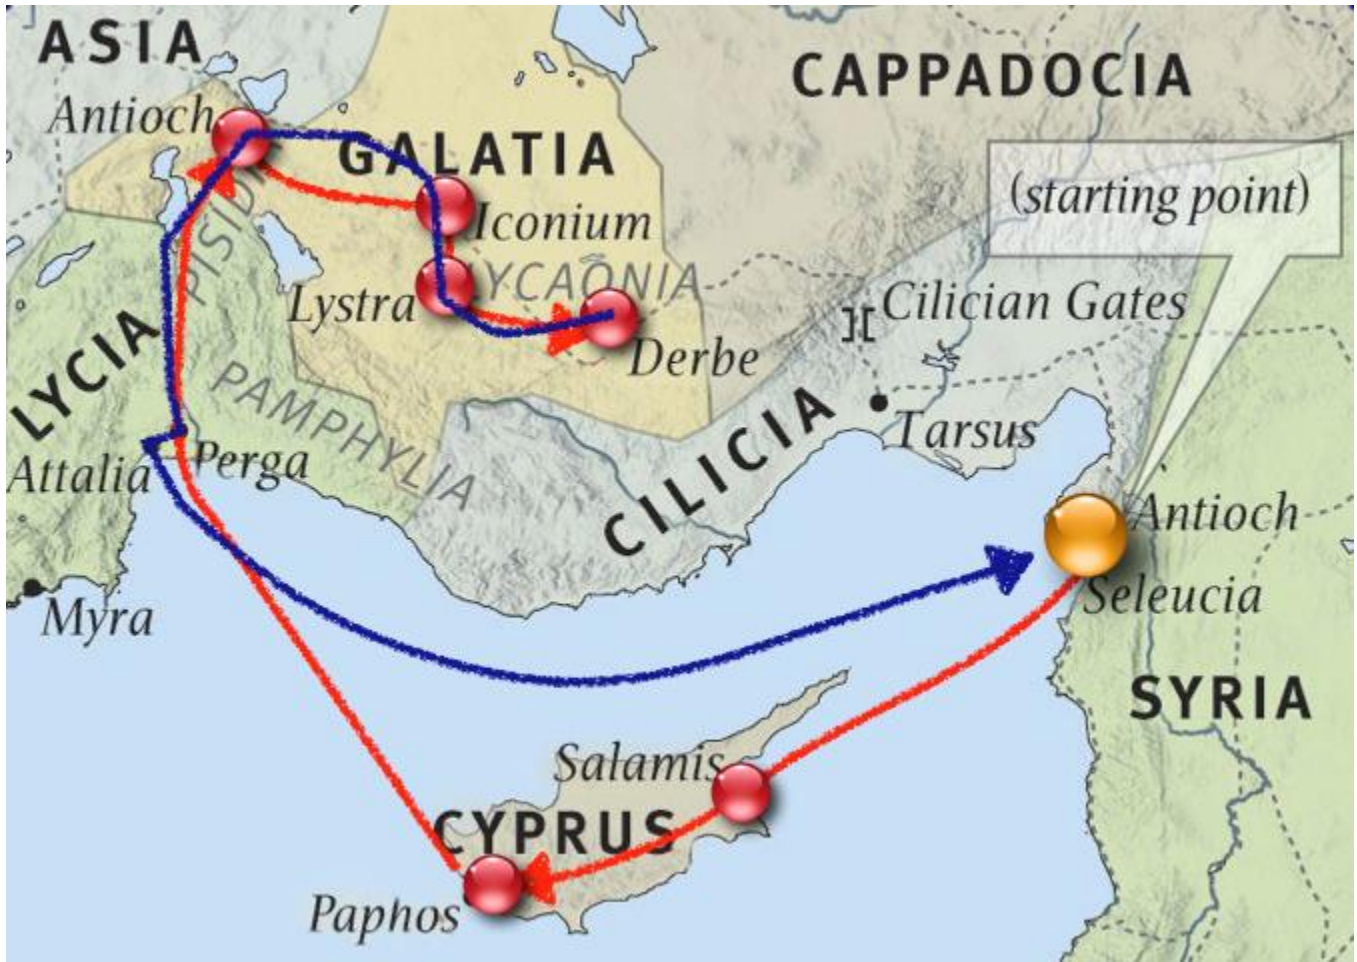 ASIA
CAPPADOCIA
Antioch
GALATIA
(starting point)
PISIDIA
Iconium
LYCAONIA
Lystra
Cilician Gates
LYCIA
Derbe
PAMPHYLIA
CILICIA
Tarsus
Attalia
Perga
Antioch
Seleucia
Myra
SYRIA
Salamis
CYPRUS
Paphos